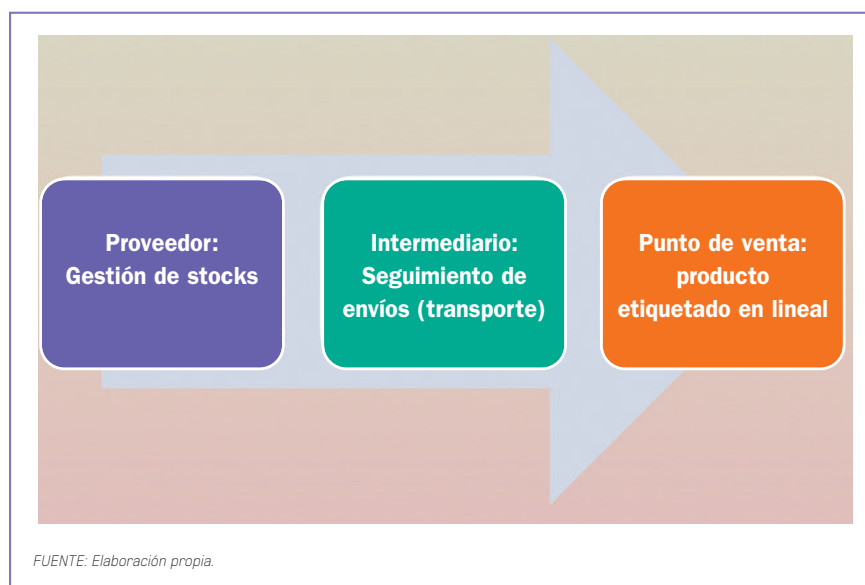 Proveedor:
Gestión de stocks
Intermediario:
Seguimiento de
envíos (transporte)
Punto de venta:
producto
etiquetado en lineal
FUENTE: Elaboración propia.